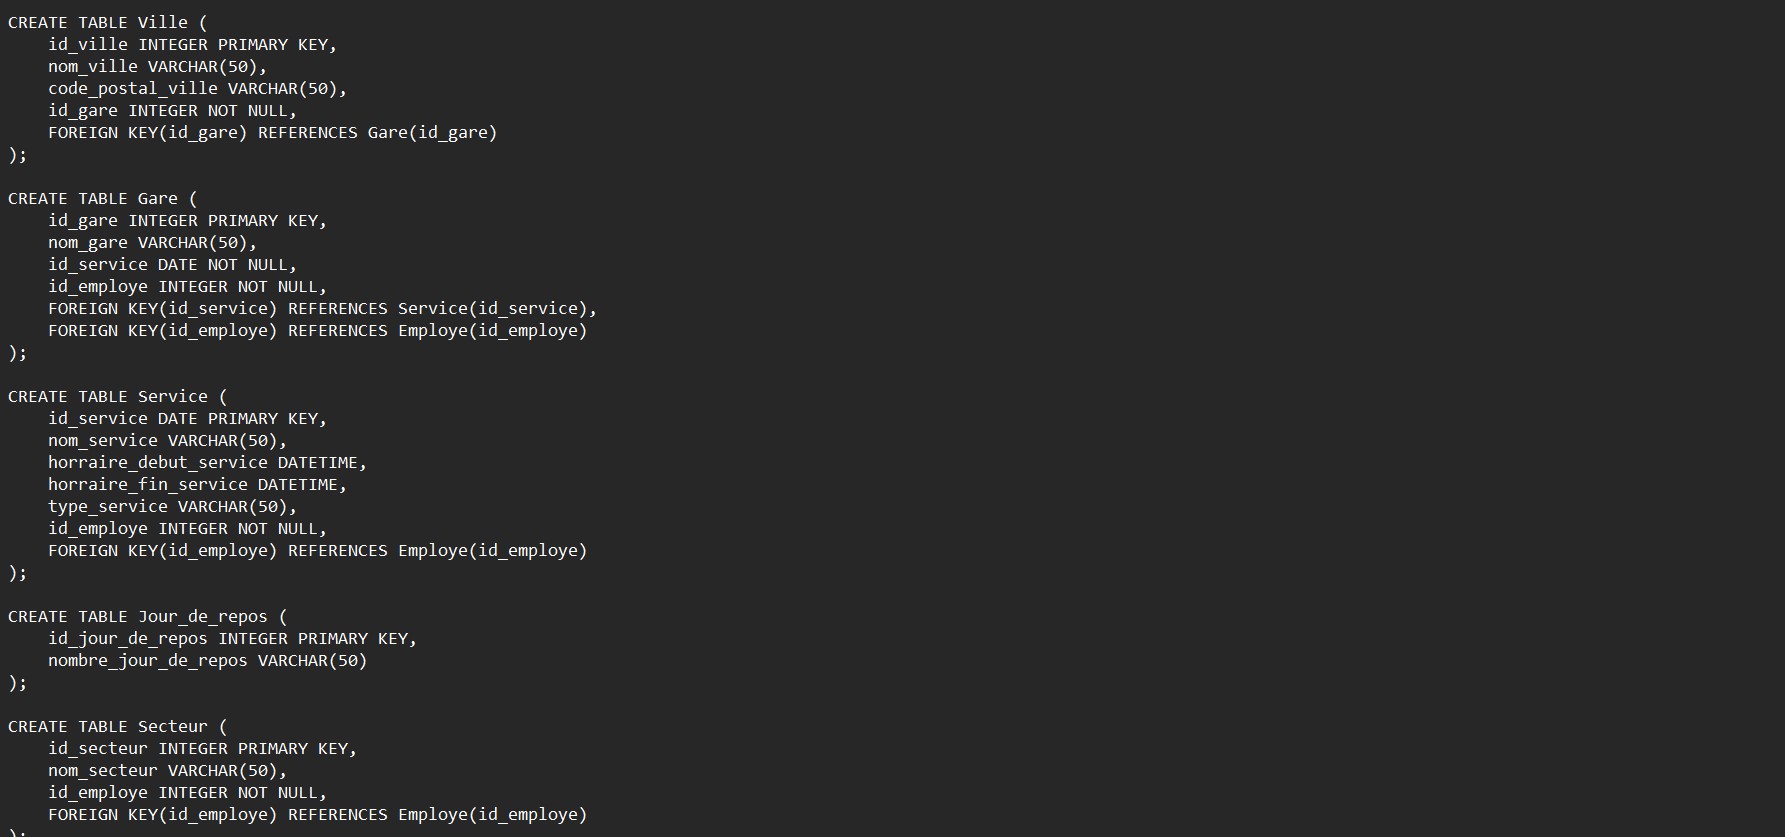 CREATE TABLE Ville (
    id_ville INTEGER PRIMARY KEY,
    nom_ville VARCHAR(50),
    code_postal_ville VARCHAR(50),
    id_gare INTEGER NOT NULL,
    FOREIGN KEY(id_gare) REFERENCES Gare(id_gare)
);

CREATE TABLE Gare (
    id_gare INTEGER PRIMARY KEY,
    nom_gare VARCHAR(50),
    id_service DATE NOT NULL,
    id_employe INTEGER NOT NULL,
    FOREIGN KEY(id_service) REFERENCES Service(id_service),
    FOREIGN KEY(id_employe) REFERENCES Employe(id_employe)
);

CREATE TABLE Service (
    id_service DATE PRIMARY KEY,
    nom_service VARCHAR(50),
    horraire_debut_service DATETIME,
    horraire_fin_service DATETIME,
    type_service VARCHAR(50),
    id_employe INTEGER NOT NULL,
    FOREIGN KEY(id_employe) REFERENCES Employe(id_employe)
);

CREATE TABLE Jour_de_repos (
    id_jour_de_repos INTEGER PRIMARY KEY,
    nombre_jour_de_repos VARCHAR(50)
);

CREATE TABLE Secteur (
    id_secteur INTEGER PRIMARY KEY,
    nom_secteur VARCHAR(50),
    id_employe INTEGER NOT NULL,
    FOREIGN KEY(id_employe) REFERENCES Employe(id_employe)
);